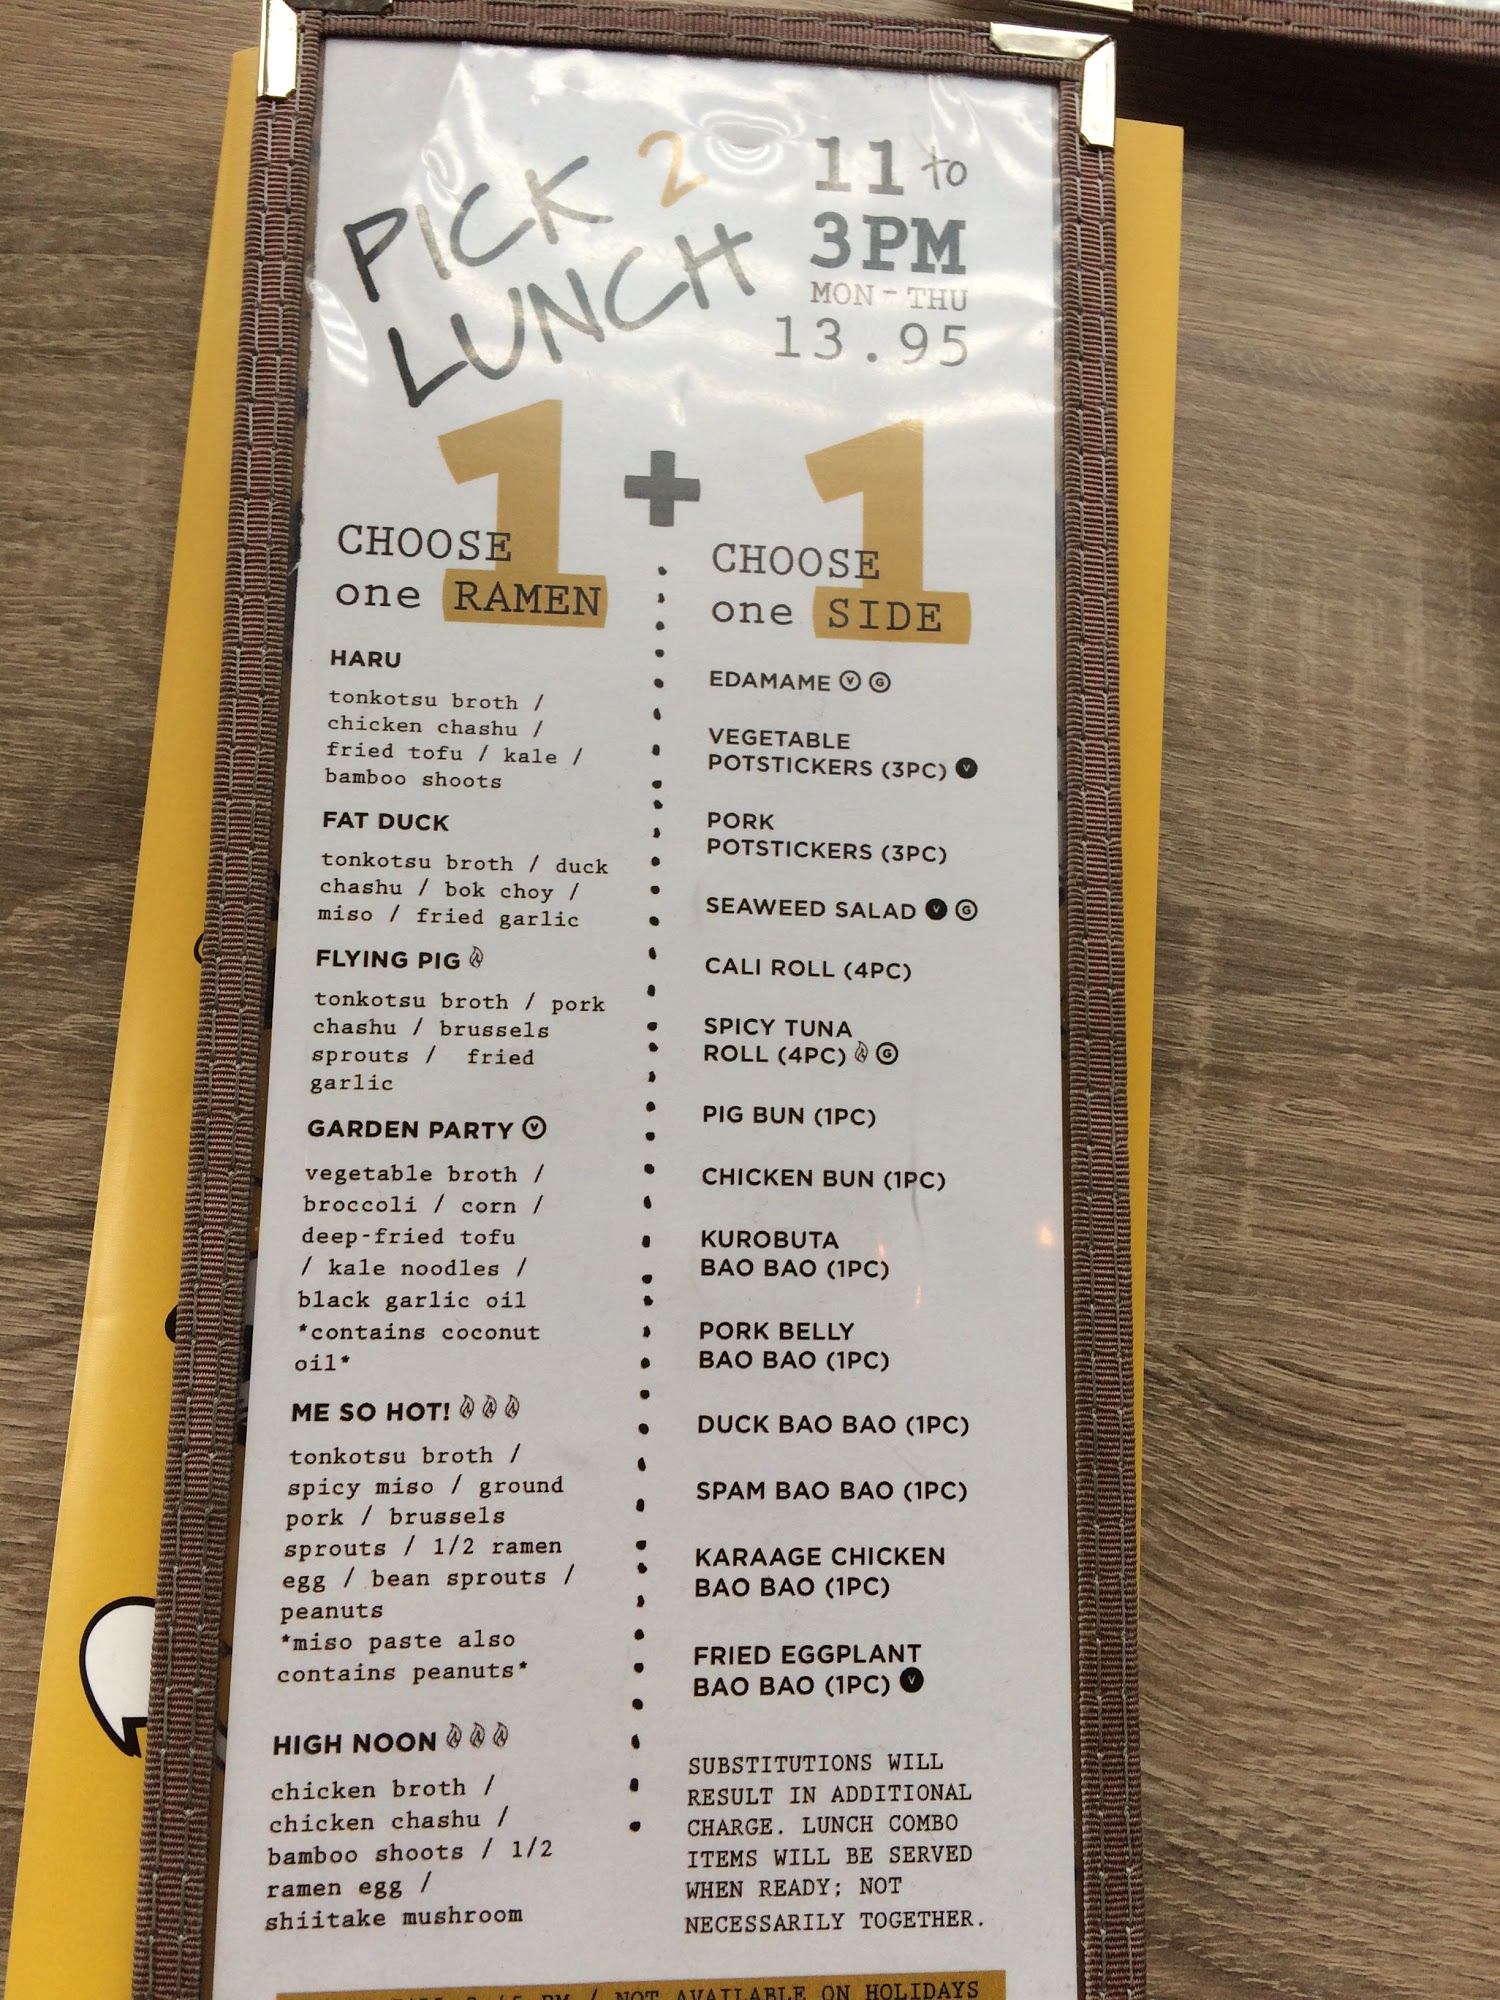 PICK 2
LUNCH
11 to
3PM
MON - THU
13.95
1 + 1
CHOOSE
one RAMEN
HARU
tonkotsu broth /
chicken chashu /
fried tofu / kale /
bamboo shoots
FAT DUCK
tonkotsu broth / duck
chashu / bok choy /
miso / fried garlic
FLYING PIG
tonkotsu broth / pork
chashu / brussels
sprouts / fried
garlic
GARDEN PARTY V
vegetable broth /
broccoli / corn /
deep-fried tofu
/ kale noodles /
black garlic oil
*contains coconut
oil*
ME SO HOT!
tonkotsu broth /
spicy miso / ground
pork / brussels
sprouts / 1/2 ramen
egg / bean sprouts /
peanuts
*miso paste also
contains peanuts*
HIGH NOON
chicken broth /
chicken chashu /
bamboo shoots / 1/2
ramen egg /
shiitake mushroom
CHOOSE
one SIDE
EDAMAME V G
VEGETABLE
POTSTICKERS (3PC) V
PORK
POTSTICKERS (3PC)
SEAWEED SALAD V G
CALI ROLL (4PC)
SPICY TUNA
ROLL (4PC) G
PIG BUN (1PC)
CHICKEN BUN (1PC)
KUROBUTA
BAO BAO (1PC)
PORK BELLY
BAO BAO (1PC)
DUCK BAO BAO (1PC)
SPAM BAO BAO (1PC)
KARAAGE CHICKEN
BAO BAO (1PC)
FRIED EGGPLANT
BAO BAO (1PC) V
SUBSTITUTIONS WILL
RESULT IN ADDITIONAL
CHARGE. LUNCH COMBO
ITEMS WILL BE SERVED
WHEN READY; NOT
NECESSARILY TOGETHER.
PM / NOT AVAILABLE ON HOLIDAYS